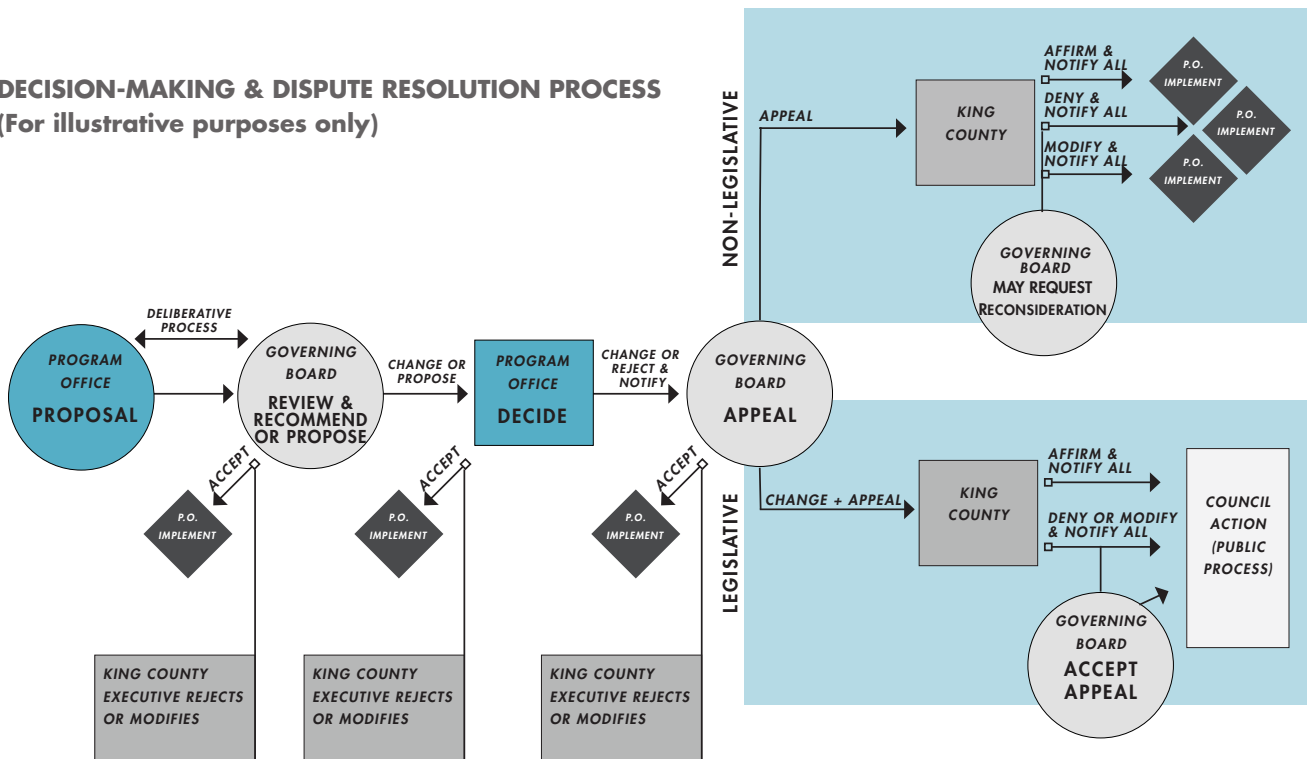 DECISION-MAKING & DISPUTE RESOLUTION PROCESS
(For illustrative purposes only)
NON-LEGISLATIVE
APPEAL
KING
COUNTY
AFFIRM &
NOTIFY ALL
DENY &
NOTIFY ALL
MODIFY &
NOTIFY ALL
P.O.
IMPLEMENT
P.O.
IMPLEMENT
P.O.
IMPLEMENT
GOVERNING
BOARD
MAY REQUEST
RECONSIDERATION
PROGRAM
OFFICE
PROPOSAL
DELIBERATIVE
PROCESS
GOVERNING
BOARD
REVIEW &
RECOMMEND
OR PROPOSE
CHANGE OR
PROPOSE
PROGRAM
OFFICE
DECIDE
CHANGE OR
REJECT &
NOTIFY
GOVERNING
BOARD
APPEAL
ACCEPT
P.O.
IMPLEMENT
ACCEPT
P.O.
IMPLEMENT
ACCEPT
P.O.
IMPLEMENT
KING COUNTY
EXECUTIVE REJECTS
OR MODIFIES
KING COUNTY
EXECUTIVE REJECTS
OR MODIFIES
KING COUNTY
EXECUTIVE REJECTS
OR MODIFIES
LEGISLATIVE
CHANGE + APPEAL
KING
COUNTY
AFFIRM &
NOTIFY ALL
DENY OR MODIFY
& NOTIFY ALL
COUNCIL
ACTION
(PUBLIC
PROCESS)
GOVERNING
BOARD
ACCEPT
APPEAL